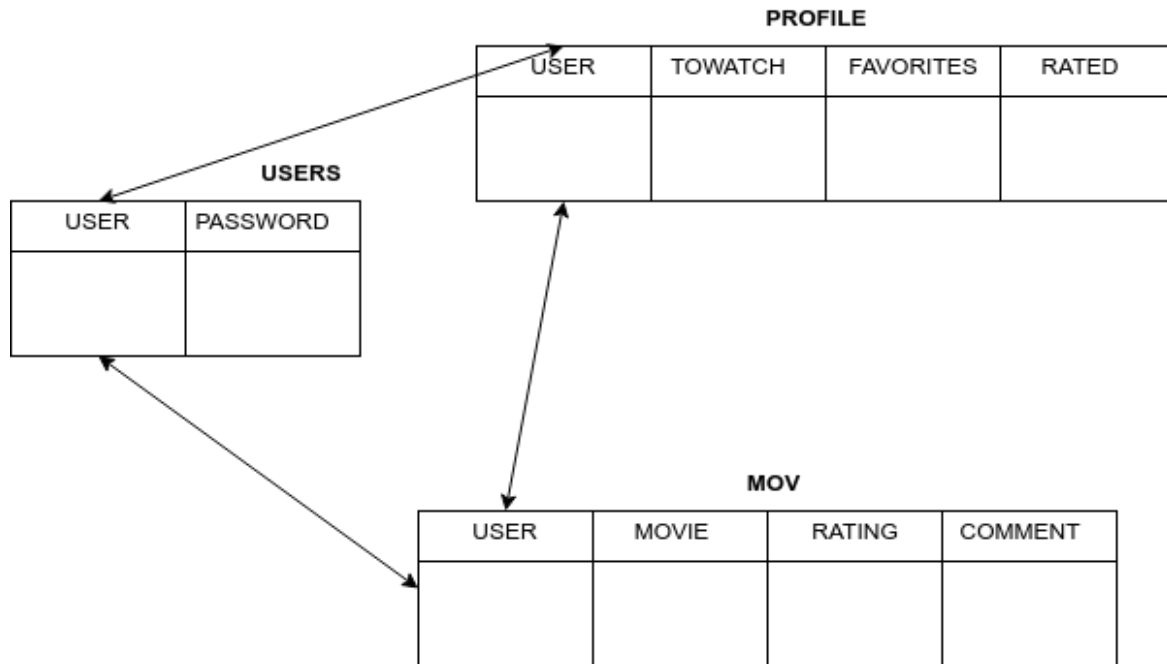 PROFILE
USER TOWATCH FAVORITES RATED
USERS
USER PASSWORD
MOV
USER MOVIE RATING COMMENT